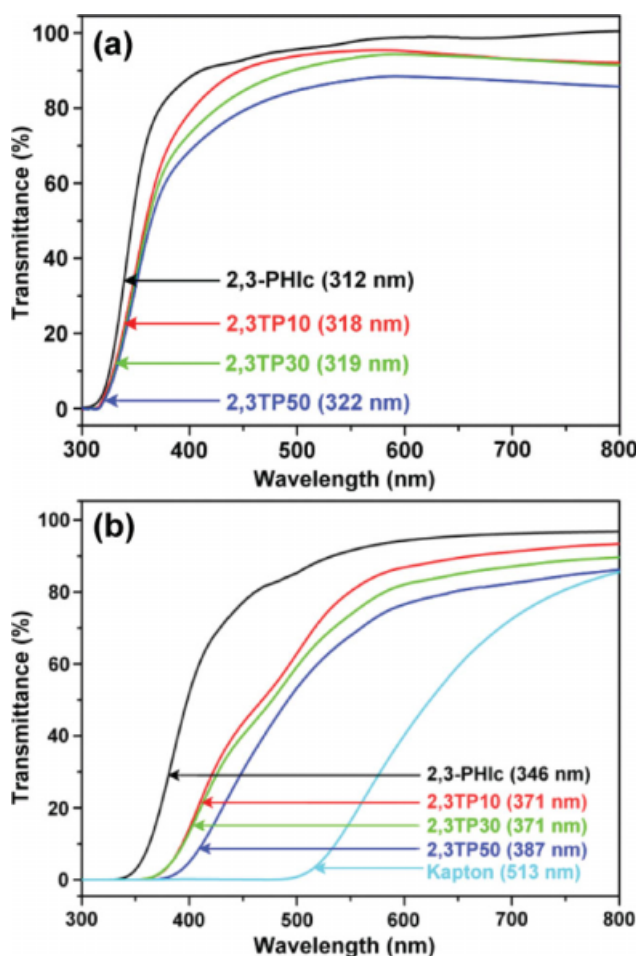 (a)
100
80
60
40
20
0
Transmittance (%)
2,3-PHIc (312 nm)
2,3TP10 (318 nm)
2,3TP30 (319 nm)
2,3TP50 (322 nm)
300 400 500 600 700 800
Wavelength (nm)
(b)
100
80
60
40
20
0
Transmittance (%)
2,3-PHIc (346 nm)
2,3TP10 (371 nm)
2,3TP30 (371 nm)
2,3TP50 (387 nm)
Kapton (513 nm)
300 400 500 600 700 800
Wavelength (nm)